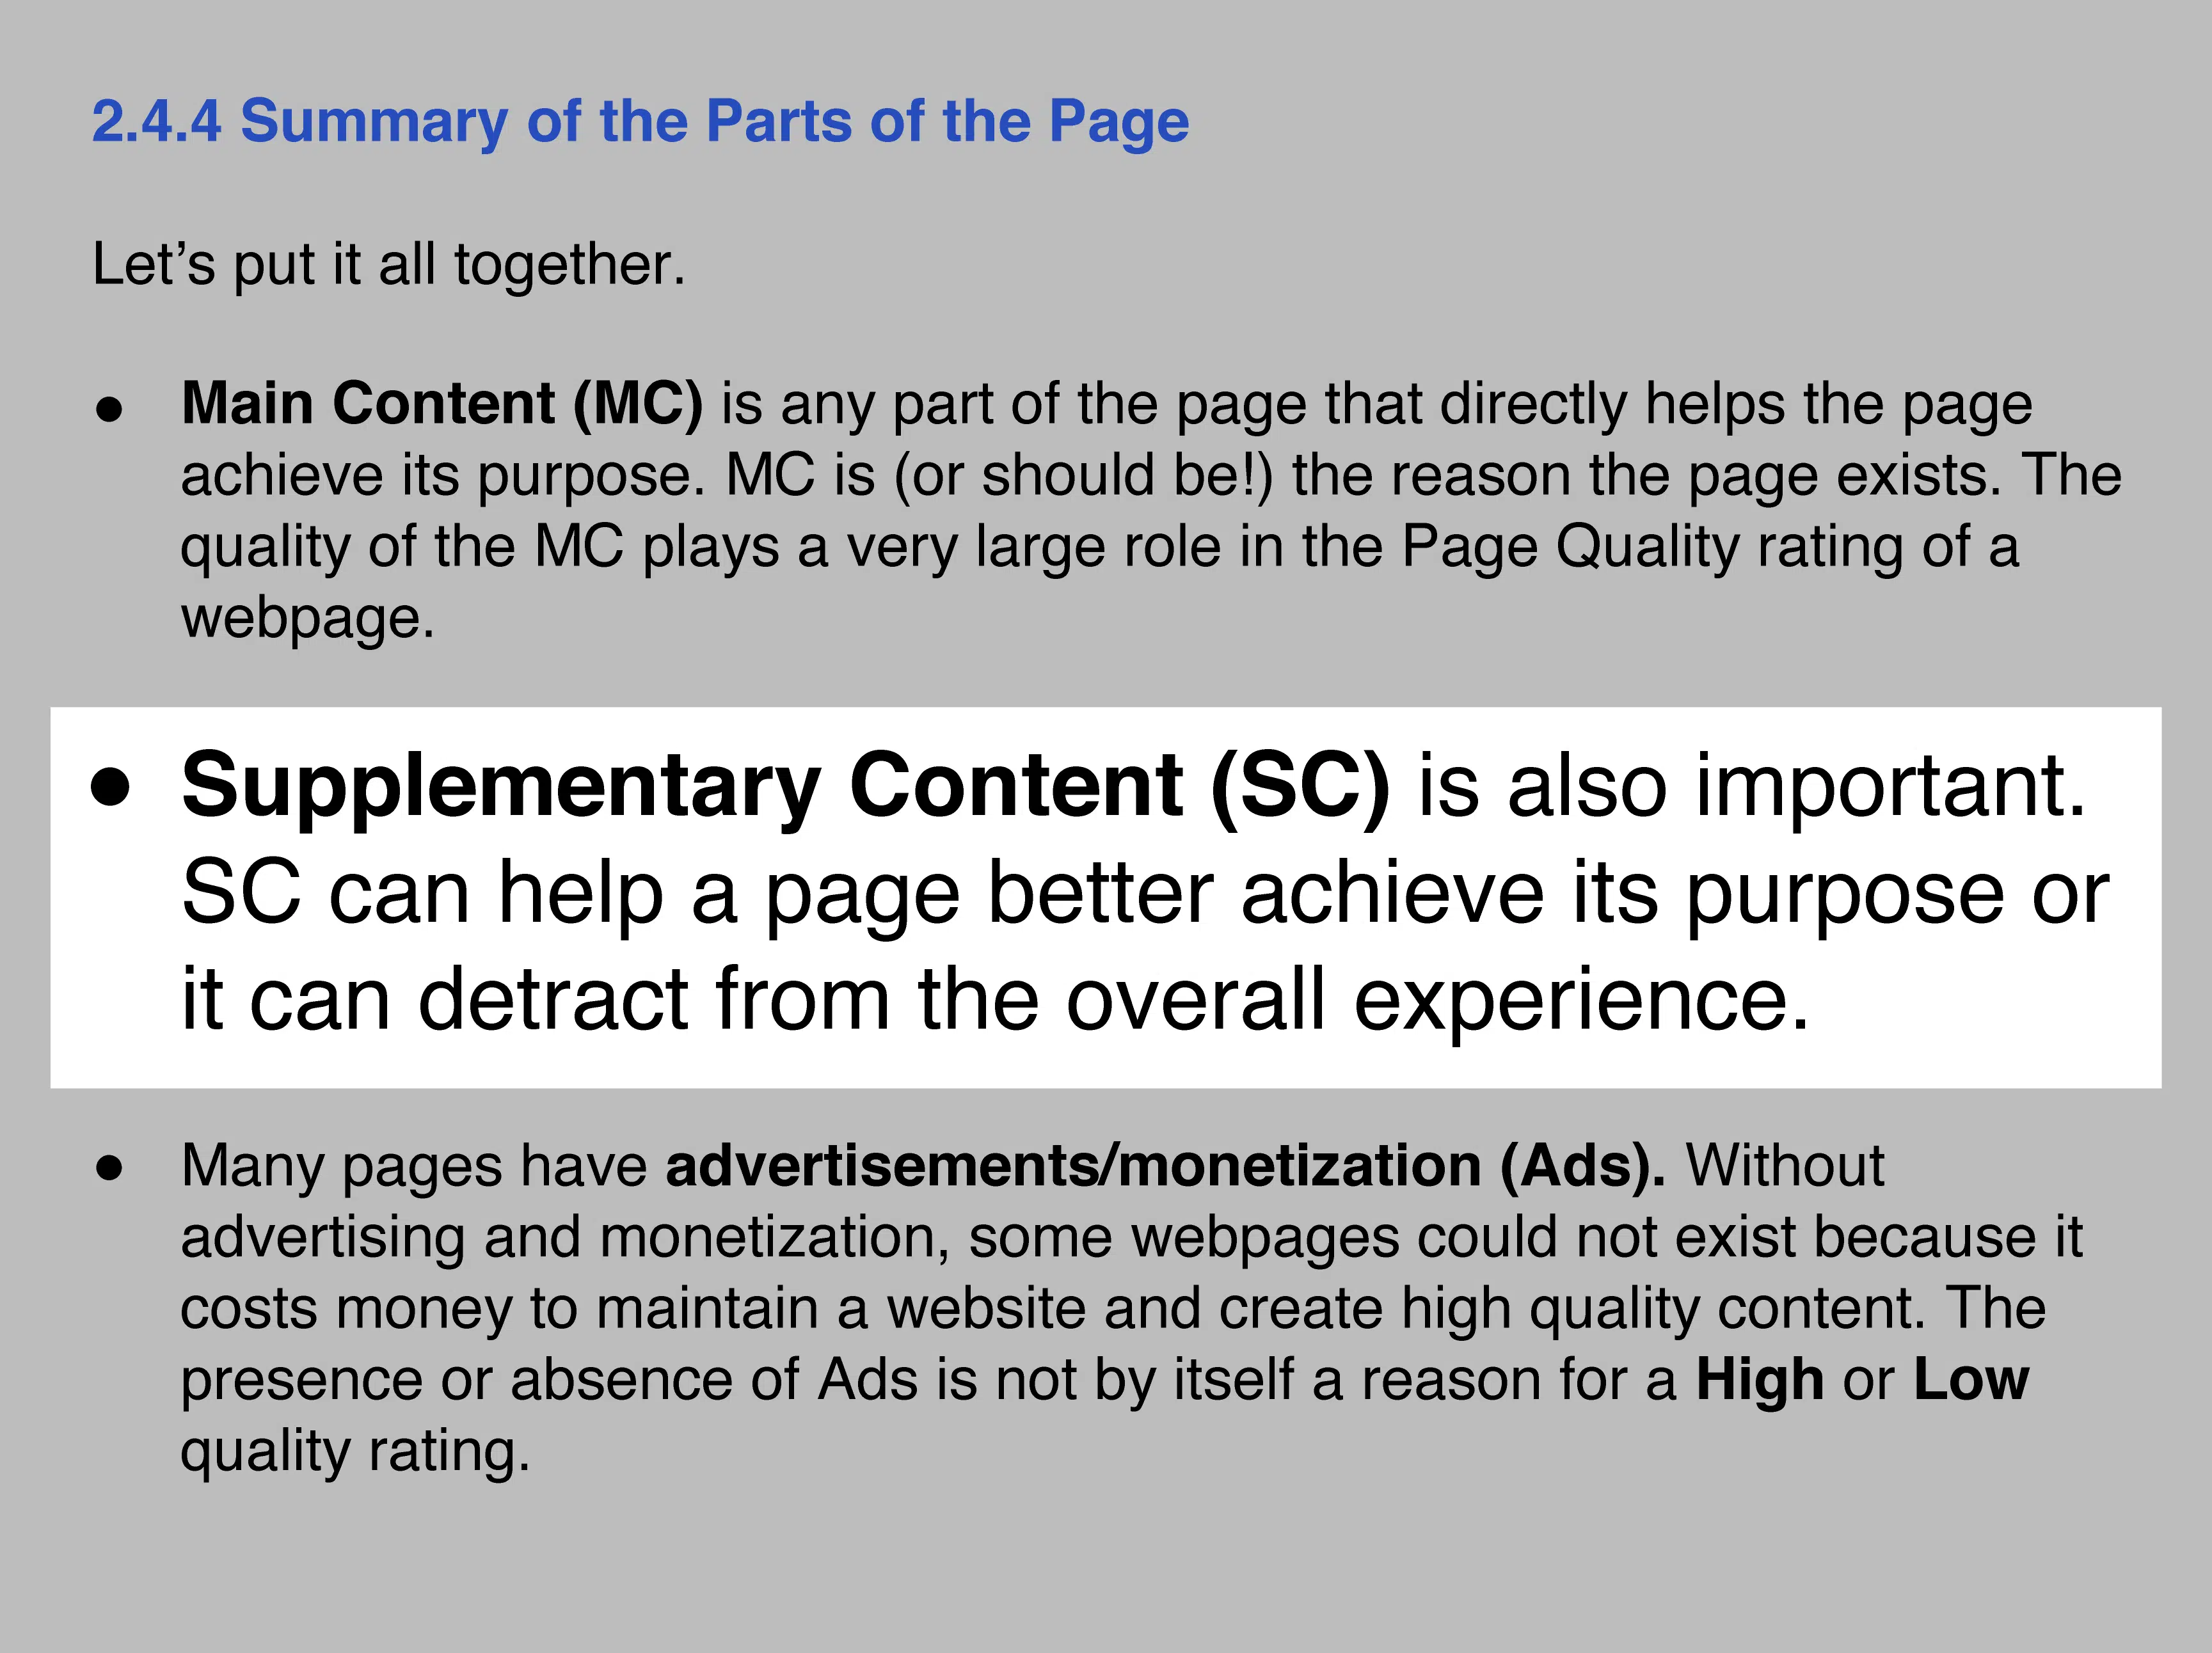 2.4.4 Summary of the Parts of the Page
Let’s put it all together.
● Main Content (MC) is any part of the page that directly helps the page
achieve its purpose. MC is (or should be!) the reason the page exists. The
quality of the MC plays a very large role in the Page Quality rating of a
webpage.
● Supplementary Content (SC) is also important.
SC can help a page better achieve its purpose or
it can detract from the overall experience.
● Many pages have advertisements/monetization (Ads). Without
advertising and monetization, some webpages could not exist because it
costs money to maintain a website and create high quality content. The
presence or absence of Ads is not by itself a reason for a High or Low
quality rating.